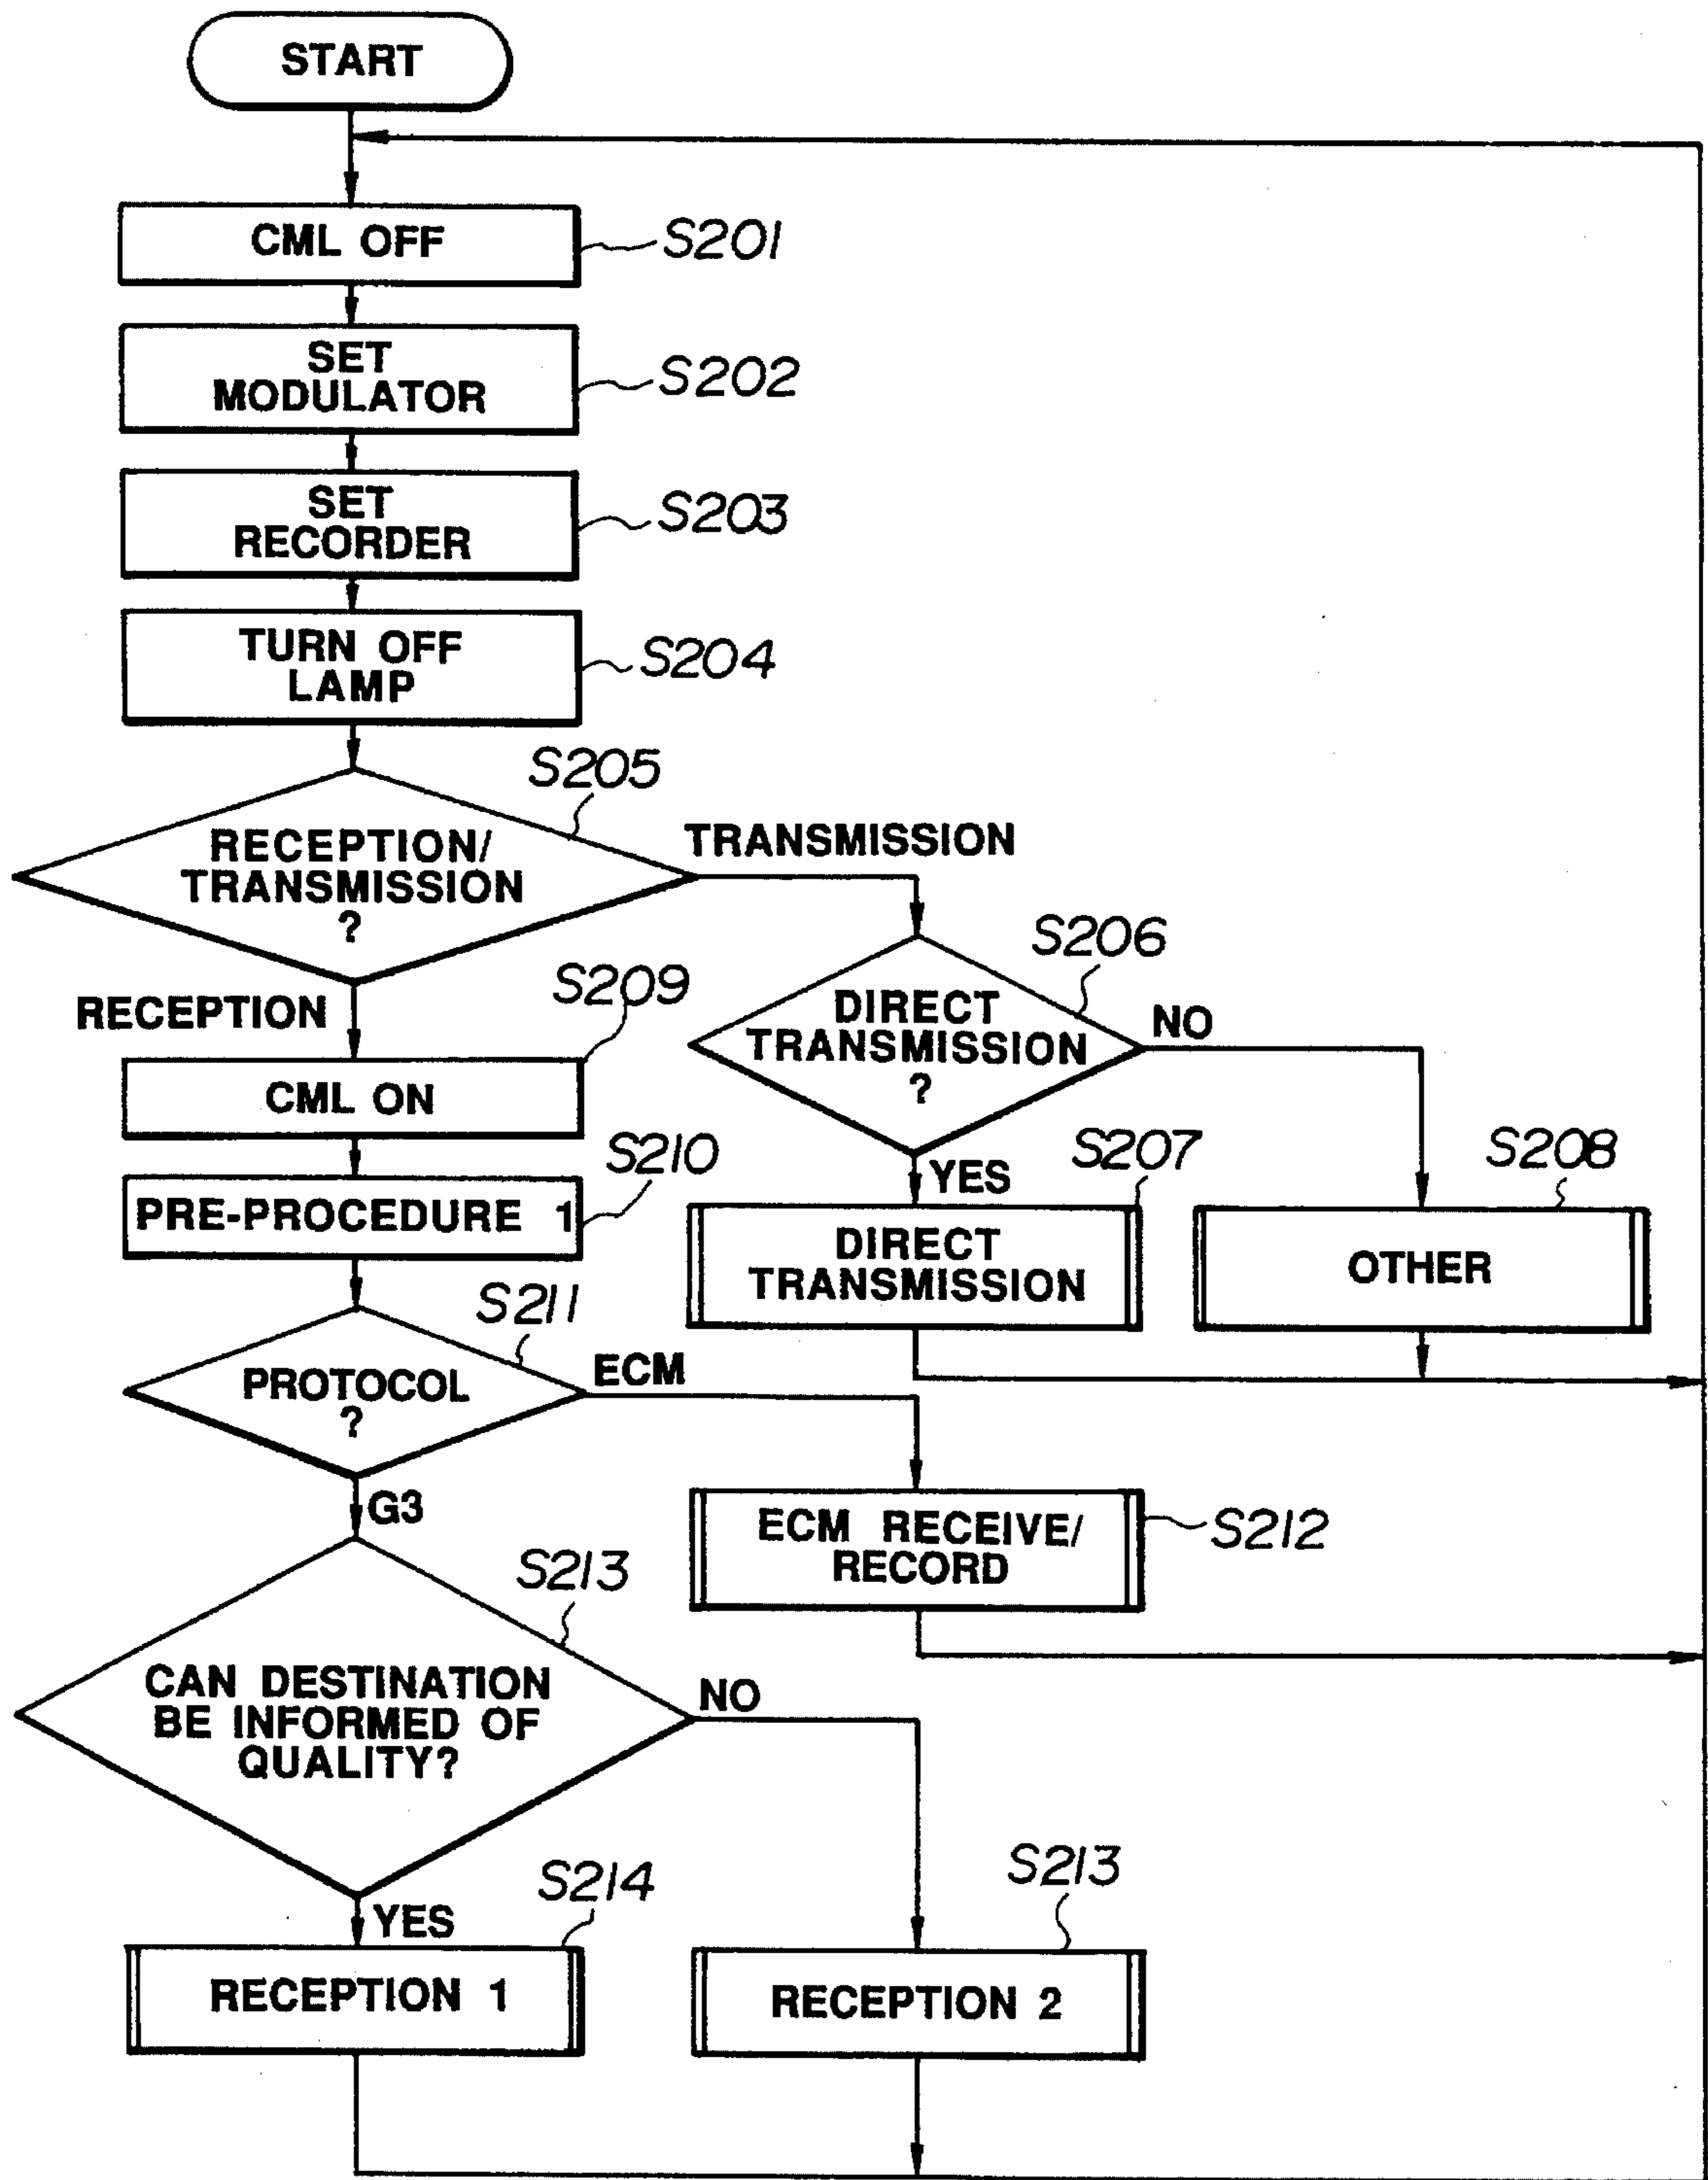 START
CML OFF
S201
SET
MODULATOR
S202
SET
RECORDER
S203
TURN OFF
LAMP
S204
S205
RECEPTION/
TRANSMISSION
?
TRANSMISSION
RECEPTION
S206
DIRECT
TRANSMISSION
?
NO
YES
S209
CML ON
S210
PRE-PROCEDURE 1
S207
DIRECT
TRANSMISSION
S208
OTHER
S211
PROTOCOL
?
ECM
G3
ECM RECEIVE/
RECORD
S212
S213
CAN DESTINATION
BE INFORMED OF
QUALITY?
NO
YES
S214
RECEPTION 1
S213
RECEPTION 2